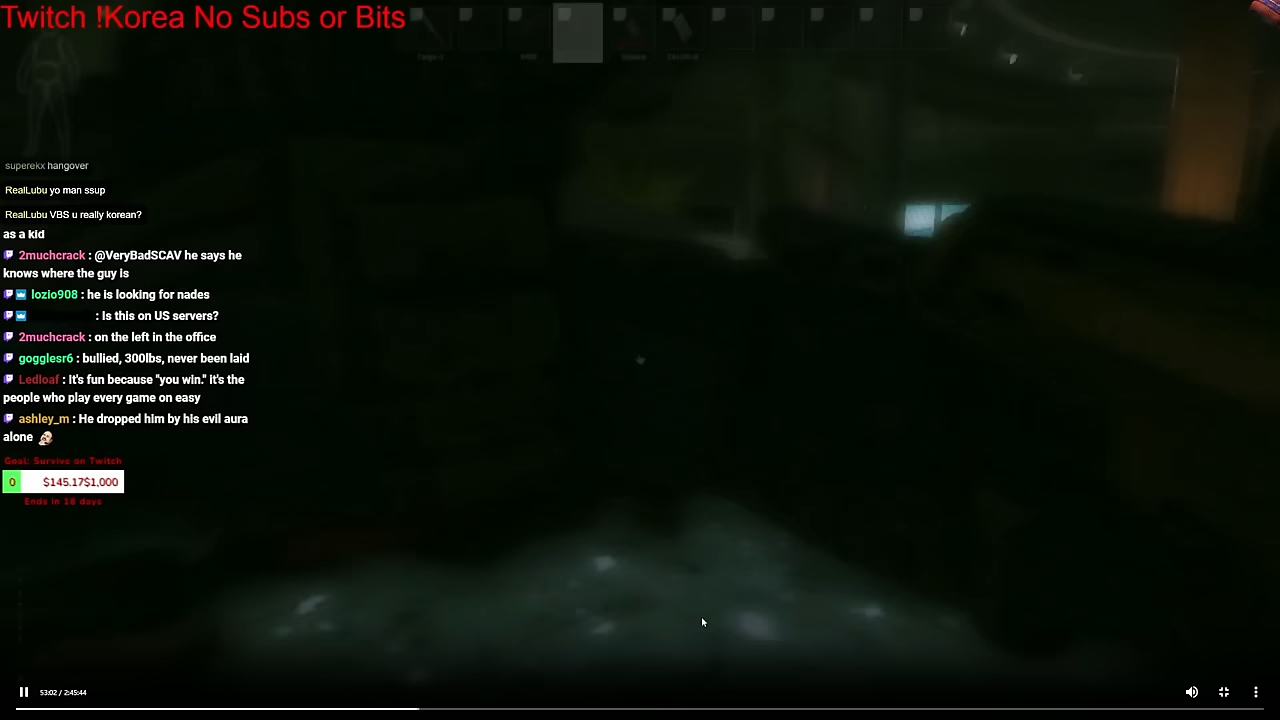 Twitch !Korea No Subs or Bits
superekx hangover
RealLubu yo man ssup
RealLubu VBS u really korean?
as a kid
2muchcrack : @VeryBadSCAV he says he
knows where the guy is
lozio908 : he is looking for nades
: Is this on US servers?
2muchcrack : on the left in the office
gogglesr6 : bullied, 300lbs, never been laid
Ledloaf : It's fun because "you win." it's the
people who play every game on easy
ashley_m : He dropped him by his evil aura
alone
Goal: Survive on Twitch
0 $145.17$1,000
Ends in 18 days
53:02 / 2:45:44